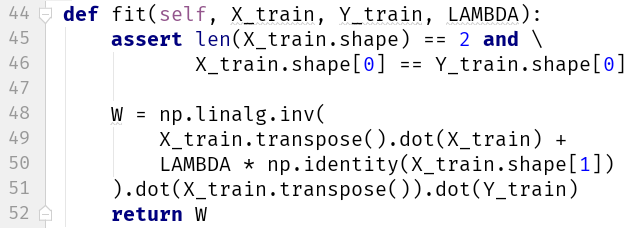 44 def fit(self, X_train, Y_train, LAMBDA):
45     assert len(X_train.shape) == 2 and \
46            X_train.shape[0] == Y_train.shape[0]
47
48     W = np.linalg.inv(
49         X_train.transpose().dot(X_train) +
50         LAMBDA * np.identity(X_train.shape[1])
51     ).dot(X_train.transpose()).dot(Y_train)
52     return W